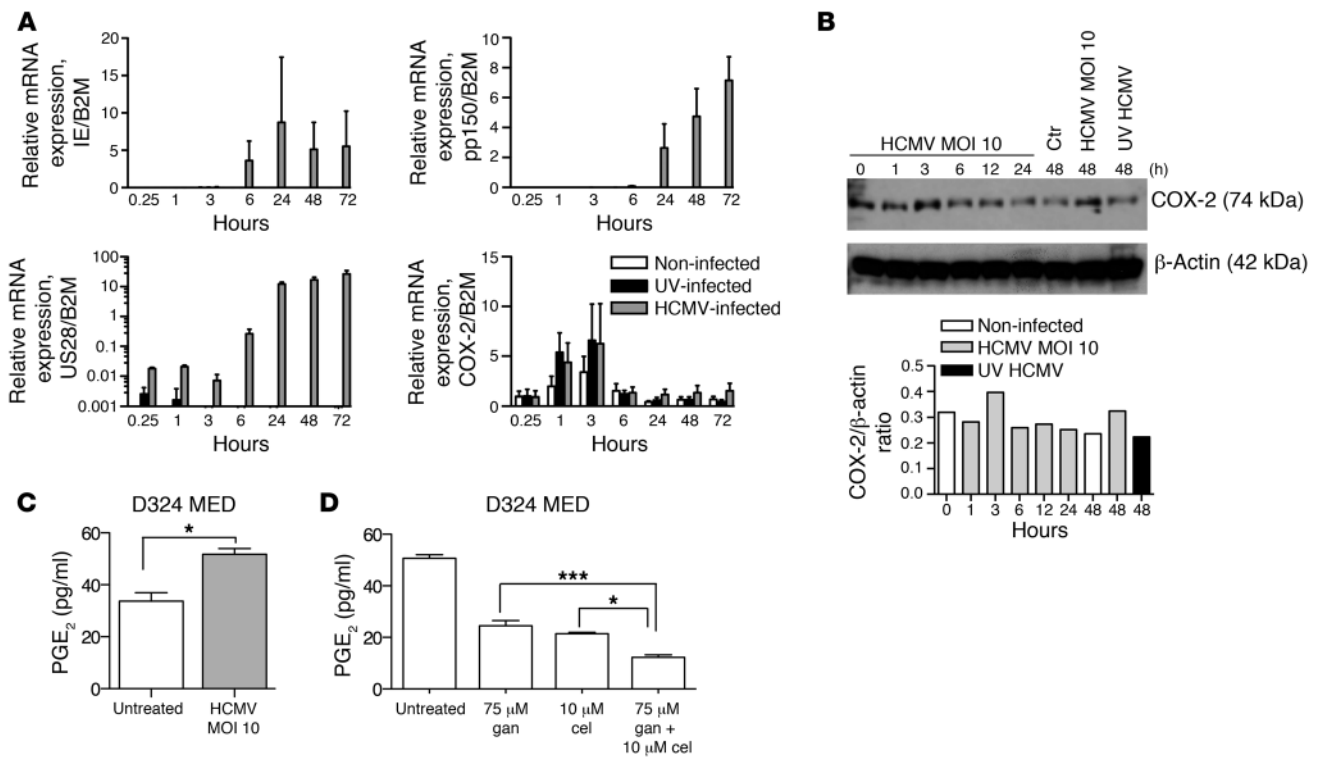 A
Relative mRNA
expression,
IE/B2M
20
15
10
5
0
0.25 1 3 6 24 48 72
Hours
Relative mRNA
expression,
pp150/B2M
10
8
6
4
2
0
0.25 1 3 6 24 48 72
Hours
Relative mRNA
expression,
US28/B2M
100
10
1
0.1
0.01
0.001
0.25 1 3 6 24 48 72
Hours
Relative mRNA
expression,
COX-2/B2M
15
10
5
0
Non-infected
UV-infected
HCMV-infected
0.25 1 3 6 24 48 72
Hours
B
HCMV MOI 10
Ctr
HCMV MOI 10
UV HCMV
0 1 3 6 12 24 48 48 48 (h)
COX-2 (74 kDa)
β-Actin (42 kDa)
Non-infected
HCMV MOI 10
UV HCMV
COX-2/β-actin
ratio
0.5
0.4
0.3
0.2
0.1
0.0
0 1 3 6 12 24 48 48 48
Hours
C
D324 MED
PGE2 (pg/ml)
60
40
20
0
*
Untreated
HCMV
MOI 10
D
D324 MED
PGE2 (pg/ml)
60
40
20
0
***
*
Untreated
75 μM
gan
10 μM
cel
75 μM
gan +
10 μM cel